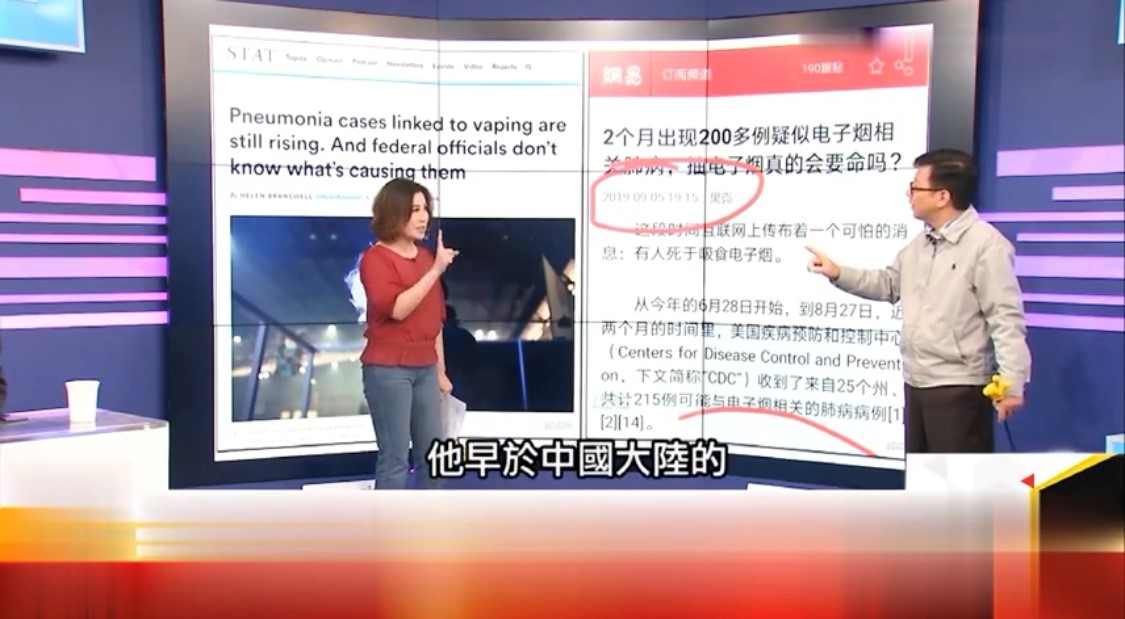 STAT Topics Opinion Podcast Newsletters Events Video Reports
Pneumonia cases linked to vaping are
still rising. And federal officials don't
know what's causing them
By HELEN BRANSWELL
網易 订阅频道 190跟贴
2个月出现200多例疑似电子烟相
关肺病，抽电子烟真的会要命吗？
2019.09.05 19:15 果壳
这段时间互联网上传布着一个可怕的消
息：有人死于吸食电子烟。
从今年的6月28日开始，到8月27日，近
两个月的时间里，美国疾病预防和控制中心
（Centers for Disease Control and Preventi
on，下文简称"CDC"）收到了来自25个州、
共计215例可能与电子烟相关的肺病病例[1]
[2][14]。
他早於中國大陸的